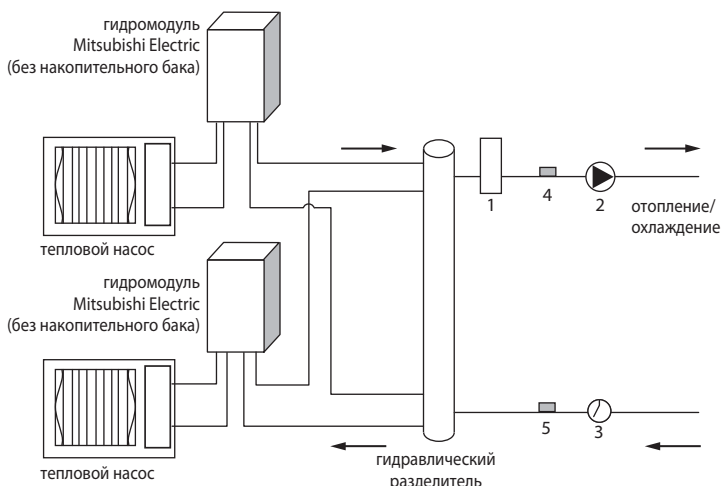 гидромодуль
Mitsubishi Electric
(без накопительного бака)
тепловой насос
1
4
2
отопление/
охлаждение
гидромодуль
Mitsubishi Electric
(без накопительного бака)
тепловой насос
5
3
гидравлический
разделитель